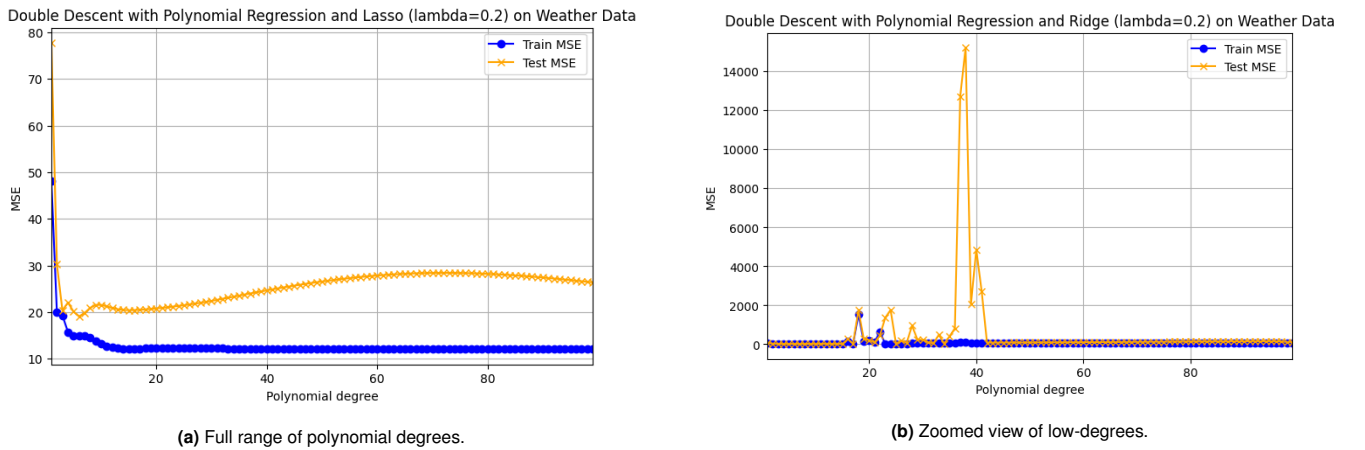 Double Descent with Polynomial Regression and Lasso (lambda=0.2) on Weather Data
80
70
60
50
40
30
20
10
MSE
Train MSE
Test MSE
20
40
60
80
Polynomial degree
(a) Full range of polynomial degrees.
Double Descent with Polynomial Regression and Ridge (lambda=0.2) on Weather Data
14000
12000
10000
8000
6000
4000
2000
0
MSE
Train MSE
Test MSE
20
40
60
80
Polynomial degree
(b) Zoomed view of low-degrees.